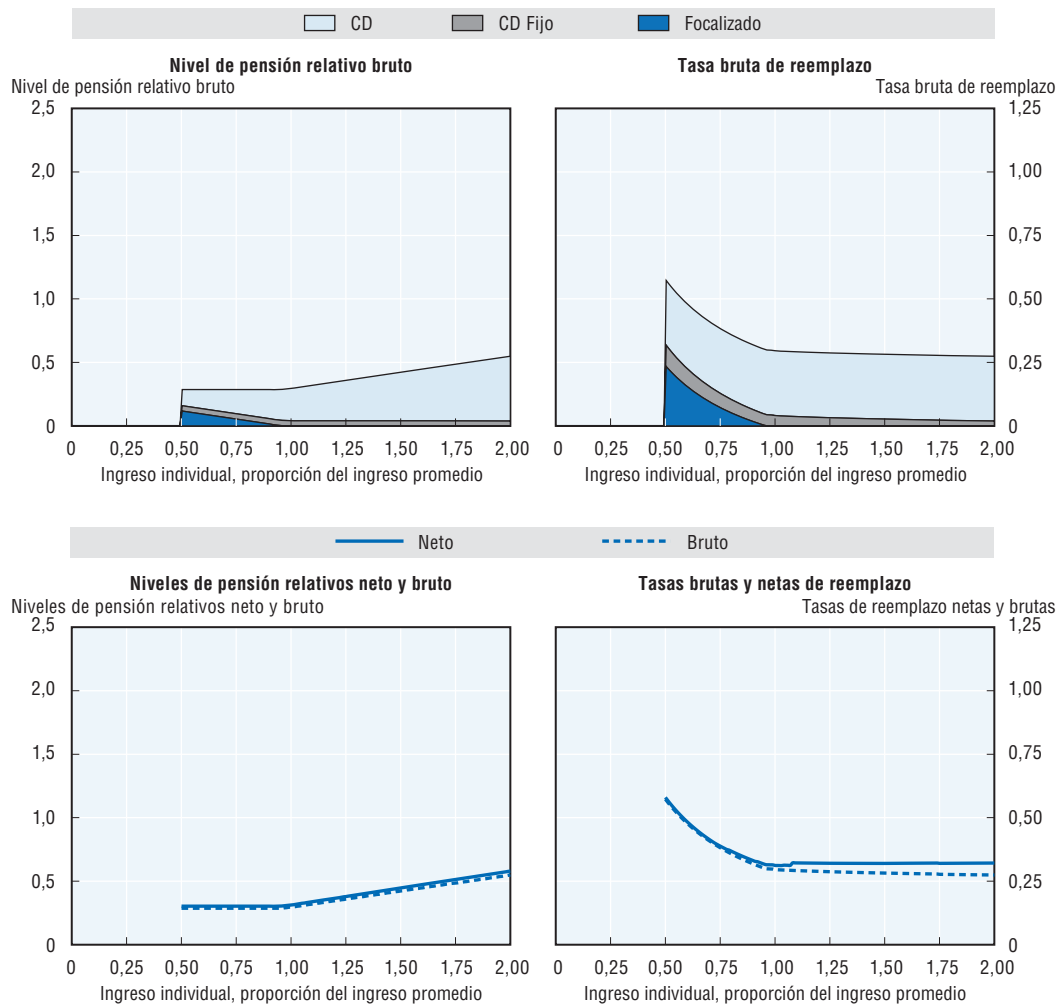 CD CD Fijo Focalizado
Nivel de pensión relativo bruto
Nivel de pensión relativo bruto
2,5
2,0
1,5
1,0
0,5
0
0 0,25 0,50 0,75 1,00 1,25 1,50 1,75 2,00
Ingreso individual, proporción del ingreso promedio
Tasa bruta de reemplazo
Tasa bruta de reemplazo
1,25
1,00
0,75
0,50
0,25
0
0 0,25 0,50 0,75 1,00 1,25 1,50 1,75 2,00
Ingreso individual, proporción del ingreso promedio
Neto Bruto
Niveles de pensión relativos neto y bruto
Niveles de pensión relativos neto y bruto
2,5
2,0
1,5
1,0
0,5
0
0 0,25 0,50 0,75 1,00 1,25 1,50 1,75 2,00
Ingreso individual, proporción del ingreso promedio
Tasas brutas y netas de reemplazo
Tasas de reemplazo netas y brutas
1,25
1,00
0,75
0,50
0,25
0
0 0,25 0,50 0,75 1,00 1,25 1,50 1,75 2,00
Ingreso individual, proporción del ingreso promedio